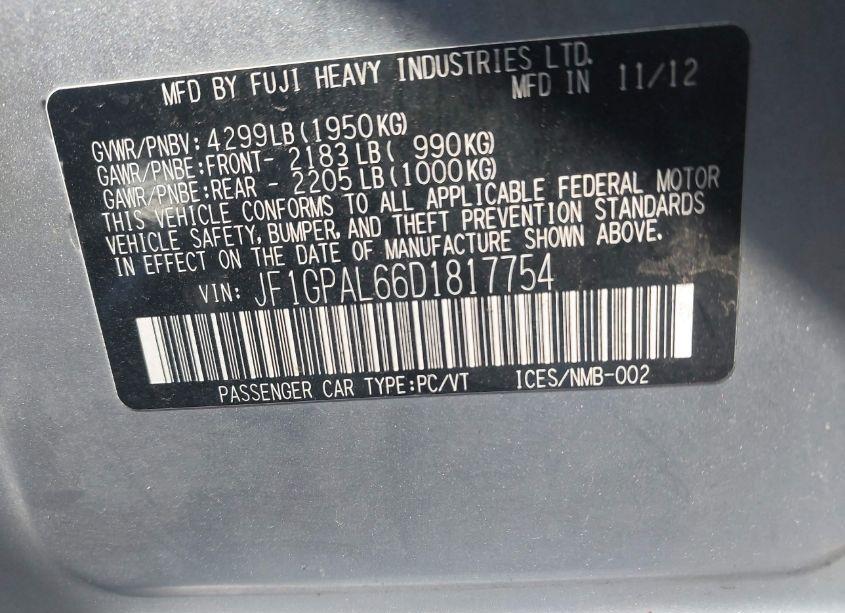 MFD BY FUJI HEAVY INDUSTRIES LTD.
MFD IN 11/12
GVWR/PNBV: 4299LB(1950KG)
GAWR/PNBE:FRONT- 2183LB( 990KG)
GAWR/PNBE:REAR - 2205LB(1000KG)
THIS VEHICLE CONFORMS TO ALL APPLICABLE FEDERAL MOTOR
VEHICLE SAFETY, BUMPER, AND THEFT PREVENTION STANDARDS
IN EFFECT ON THE DATE OF MANUFACTURE SHOWN ABOVE.
VIN: JF1GPAL66D1817754
PASSENGER CAR TYPE:PC/VT ICES/NMB-002